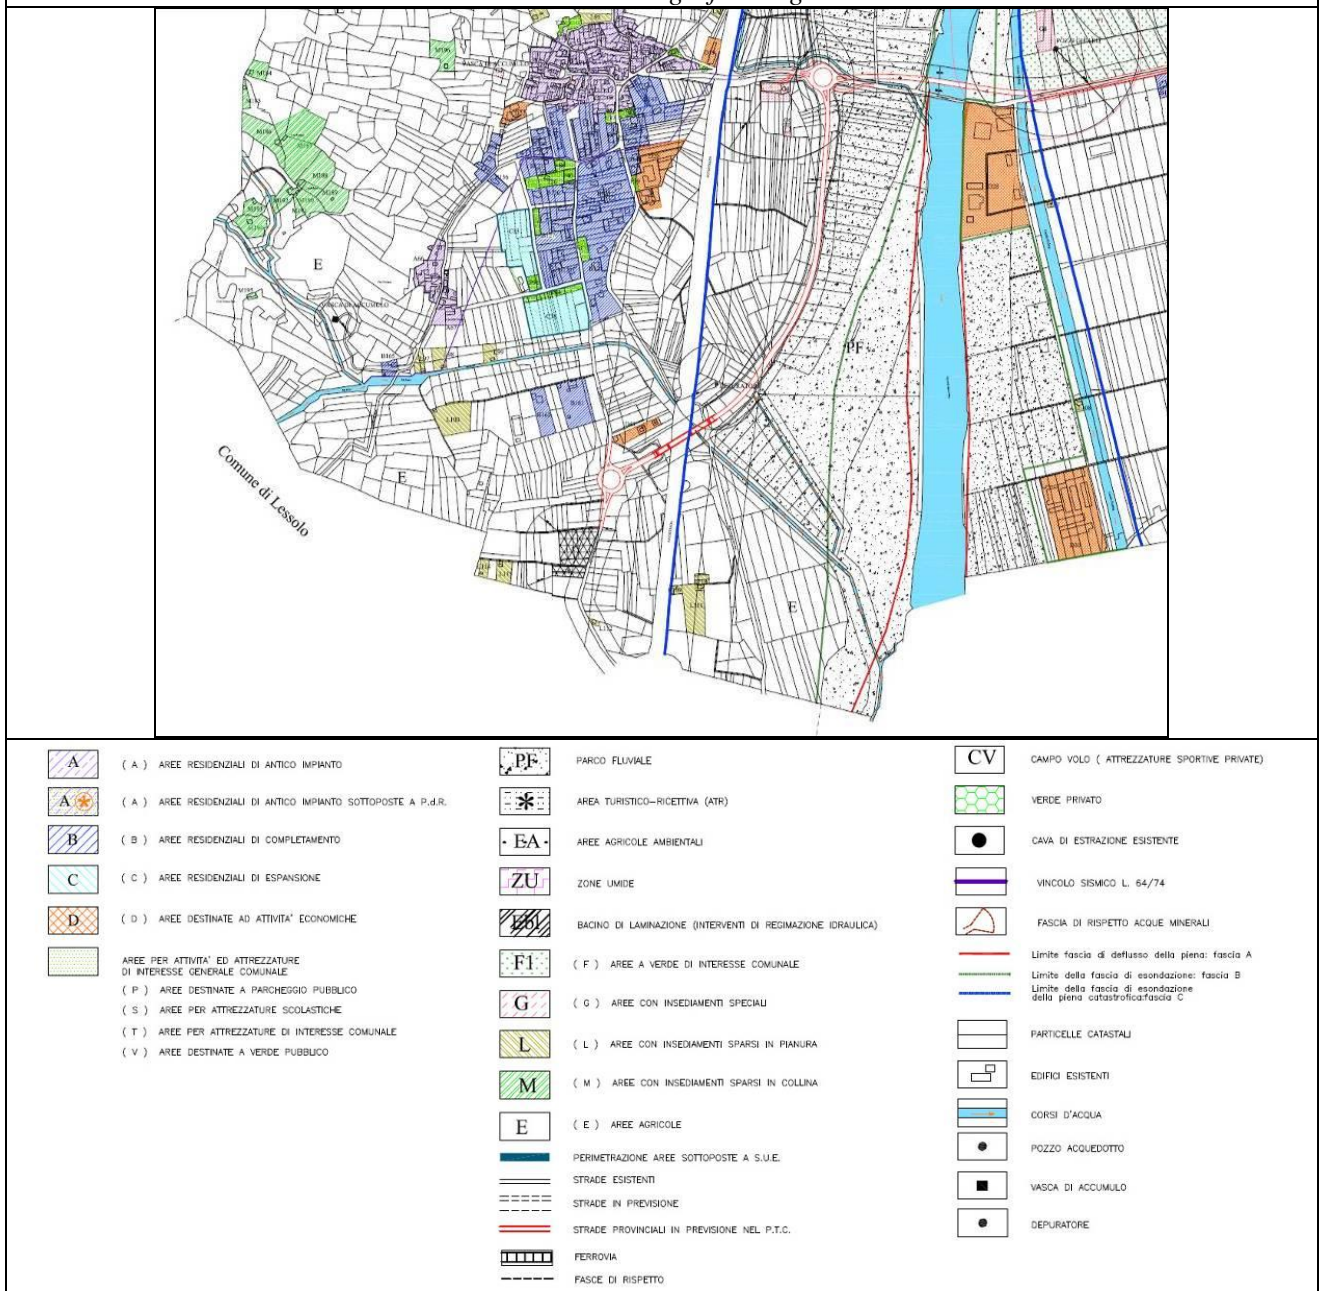 E
PF
E
E
Comune di Lessolo
A ( A ) AREE RESIDENZIALI DI ANTICO IMPIANTO
A ( A ) AREE RESIDENZIALI DI ANTICO IMPIANTO SOTTOPOSTE A P.d.R.
B ( B ) AREE RESIDENZIALI DI COMPLETAMENTO
C ( C ) AREE RESIDENZIALI DI ESPANSIONE
D ( D ) AREE DESTINATE AD ATTIVITA' ECONOMICHE
AREE PER ATTIVITA' ED ATTREZZATURE
DI INTERESSE GENERALE COMUNALE
( P ) AREE DESTINATE A PARCHEGGIO PUBBLICO
( S ) AREE PER ATTREZZATURE SCOLASTICHE
( T ) AREE PER ATTREZZATURE DI INTERESSE COMUNALE
( V ) AREE DESTINATE A VERDE PUBBLICO
PF PARCO FLUVIALE
AREA TURISTICO-RICETTIVA (ATR)
EA AREE AGRICOLE AMBIENTALI
ZU ZONE UMIDE
Ebl BACINO DI LAMINAZIONE (INTERVENTI DI REGIMAZIONE IDRAULICA)
F1 ( F ) AREE A VERDE DI INTERESSE COMUNALE
G ( G ) AREE CON INSEDIAMENTI SPECIALI
L ( L ) AREE CON INSEDIAMENTI SPARSI IN PIANURA
M ( M ) AREE CON INSEDIAMENTI SPARSI IN COLLINA
E ( E ) AREE AGRICOLE
PERIMETRAZIONE AREE SOTTOPOSTE A S.U.E.
STRADE ESISTENTI
STRADE IN PREVISIONE
STRADE PROVINCIALI IN PREVISIONE NEL P.T.C.
FERROVIA
FASCE DI RISPETTO
CV CAMPO VOLO ( ATTREZZATURE SPORTIVE PRIVATE)
VERDE PRIVATO
CAVA DI ESTRAZIONE ESISTENTE
VINCOLO SISMICO L. 64/74
FASCIA DI RISPETTO ACQUE MINERALI
Limite fascia di deflusso della piena: fascia A
Limite della fascia di esondazione: fascia B
Limite della fascia di esondazione
della piena catastrofica:fascia C
PARTICELLE CATASTALI
EDIFICI ESISTENTI
CORSI D'ACQUA
POZZO ACQUEDOTTO
VASCA DI ACCUMULO
DEPURATORE